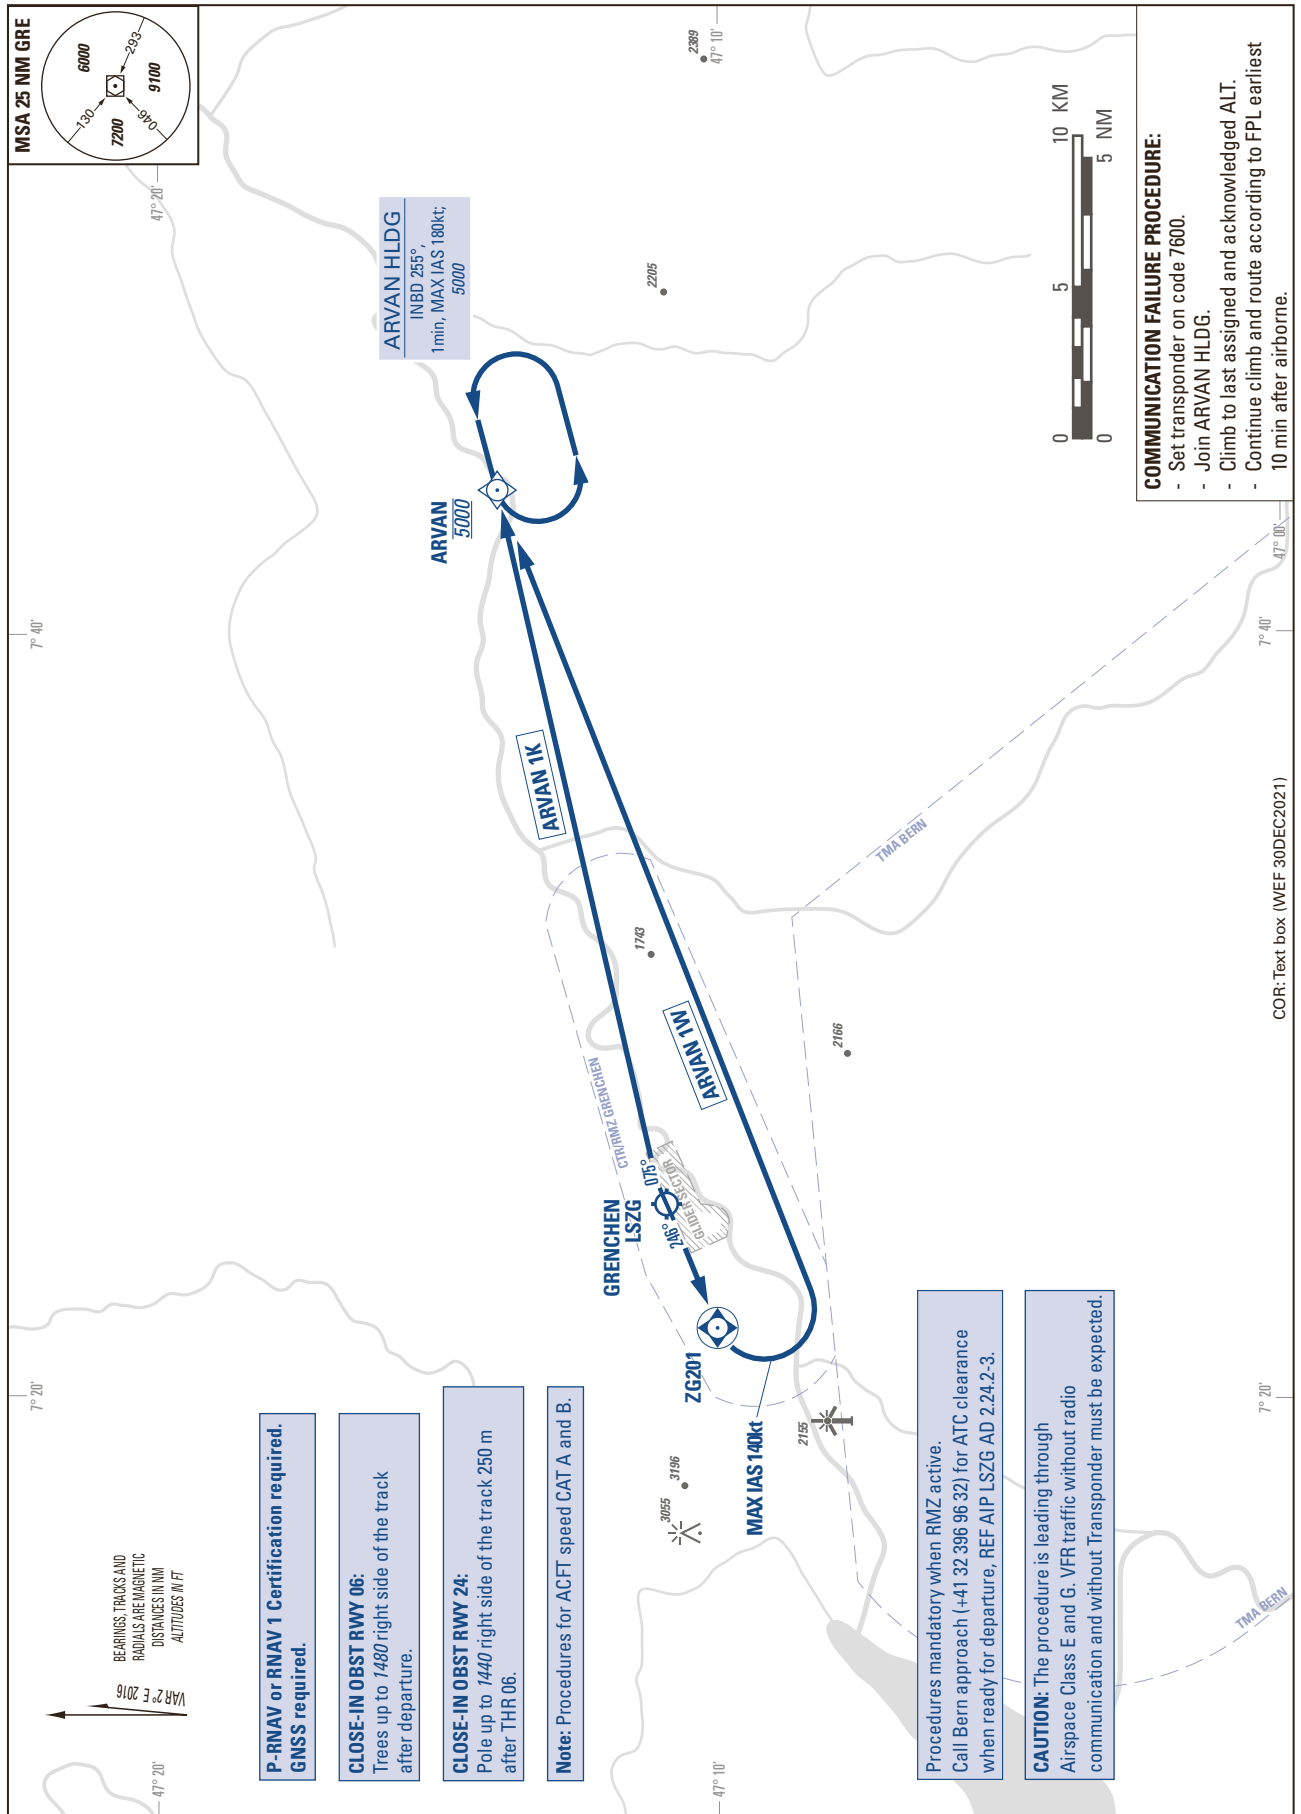 BEARINGS, TRACKS AND
RADIALS ARE MAGNETIC
DISTANCES IN NM
ALTITUDES IN FT
VAR 2° E 2016
7° 20'
7° 40'
MSA 25 NM GRE
6000
7200
9100
130
293
046
47° 20'
47° 20'
P-RNAV or RNAV 1 Certification required.
GNSS required.
CLOSE-IN OBST RWY 06:
Trees up to 1480 right side of the track
after departure.
CLOSE-IN OBST RWY 24:
Pole up to 1440 right side of the track 250 m
after THR 06.
Note: Procedures for ACFT speed CAT A and B.
ARVAN HLDG
INBD 255°,
1min, MAX IAS 180kt;
5000
ARVAN
5000
ARVAN 1K
CTR/RMZ GRENCHEN
GRENCHEN
LSZG
246°
075°
GLIDER SECTOR
1743
2205
2389
ARVAN 1W
ZG201
3055
3196
MAX IAS 140kt
2155
2166
47° 10'
47° 10'
TMA BERN
Procedures mandatory when RMZ active.
Call Bern approach (+41 32 396 96 32) for ATC clearance
when ready for departure, REF AIP LSZG AD 2.24.2-3.
CAUTION: The procedure is leading through
Airspace Class E and G. VFR traffic without radio
communication and without Transponder must be expected.
TMA BERN
0 5 10 KM
0 5 NM
COMMUNICATION FAILURE PROCEDURE:
- Set transponder on code 7600.
- Join ARVAN HLDG.
- Climb to last assigned and acknowledged ALT.
- Continue climb and route according to FPL earliest
10 min after airborne.
7° 20'
7° 40'
47° 00'
COR: Text box (WEF 30DEC2021)